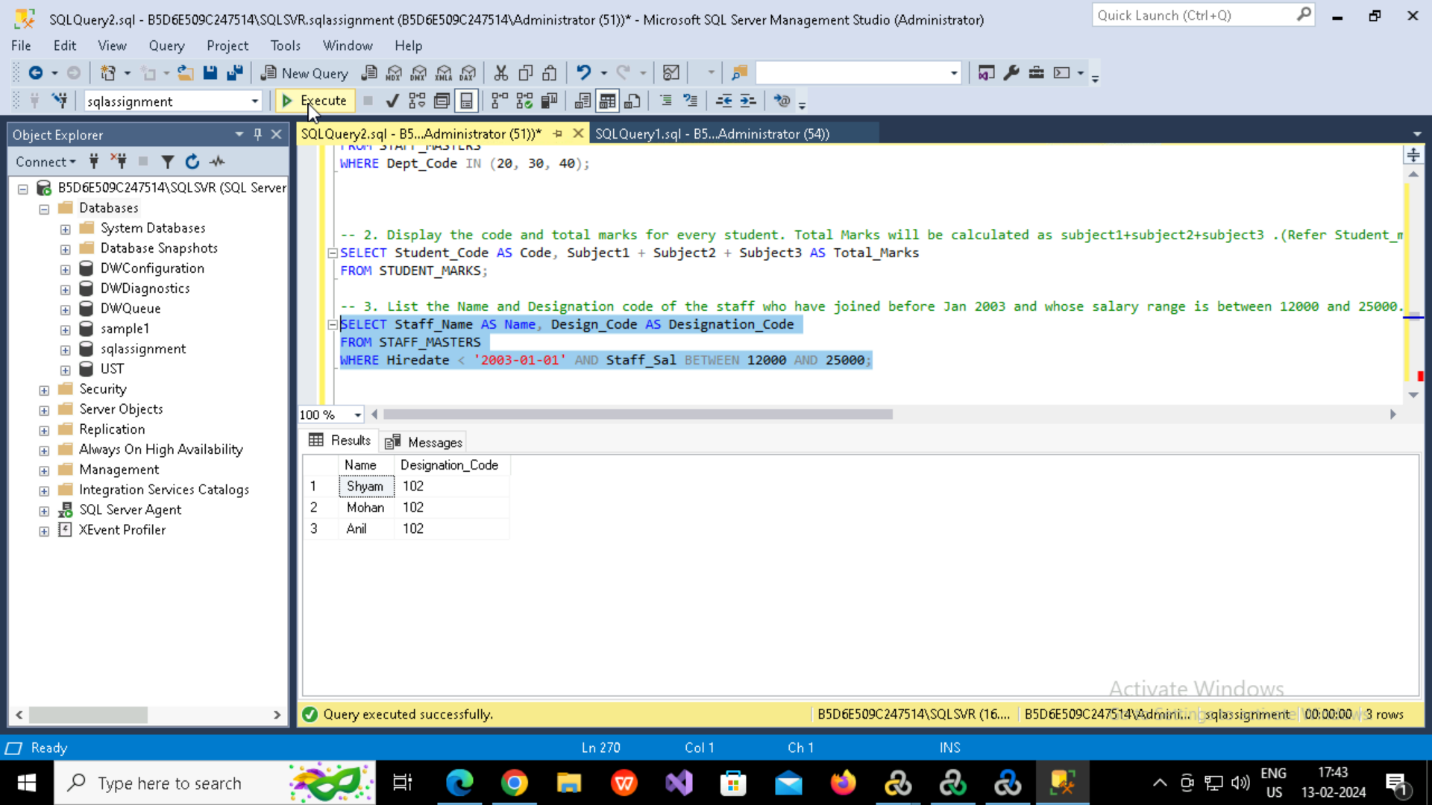 SQLQuery2.sql - B5D6E509C247514\SQLSVR.sqlassignment (B5D6E509C247514\Administrator (51))* - Microsoft SQL Server Management Studio (Administrator)
Quick Launch (Ctrl+Q)
File Edit View Query Project Tools Window Help
New Query
sqlassignment
Execute
Object Explorer
SQLQuery2.sql - B5...Administrator (51))*
SQLQuery1.sql - B5...Administrator (54))
Connect
B5D6E509C247514\SQLSVR (SQL Server
Databases
System Databases
Database Snapshots
DWConfiguration
DWDiagnostics
DWQueue
sample1
sqlassignment
UST
Security
Server Objects
Replication
Always On High Availability
Management
Integration Services Catalogs
SQL Server Agent
XEvent Profiler
FROM STAFF_MASTERS
WHERE Dept_Code IN (20, 30, 40);
-- 2. Display the code and total marks for every student. Total Marks will be calculated as subject1+subject2+subject3 .(Refer Student_m
SELECT Student_Code AS Code, Subject1 + Subject2 + Subject3 AS Total_Marks
FROM STUDENT_MARKS;
-- 3. List the Name and Designation code of the staff who have joined before Jan 2003 and whose salary range is between 12000 and 25000.
SELECT Staff_Name AS Name, Design_Code AS Designation_Code
FROM STAFF_MASTERS
WHERE Hiredate < '2003-01-01' AND Staff_Sal BETWEEN 12000 AND 25000;
100 %
Results Messages
Name Designation_Code
1 Shyam 102
2 Mohan 102
3 Anil 102
Activate Windows
Query executed successfully.
B5D6E509C247514\SQLSVR (16.... B5D6E509C247514\Admini... sqlassignment 00:00:00 3 rows
Ready Ln 270 Col 1 Ch 1 INS
Type here to search
ENG
US
17:43
13-02-2024
1